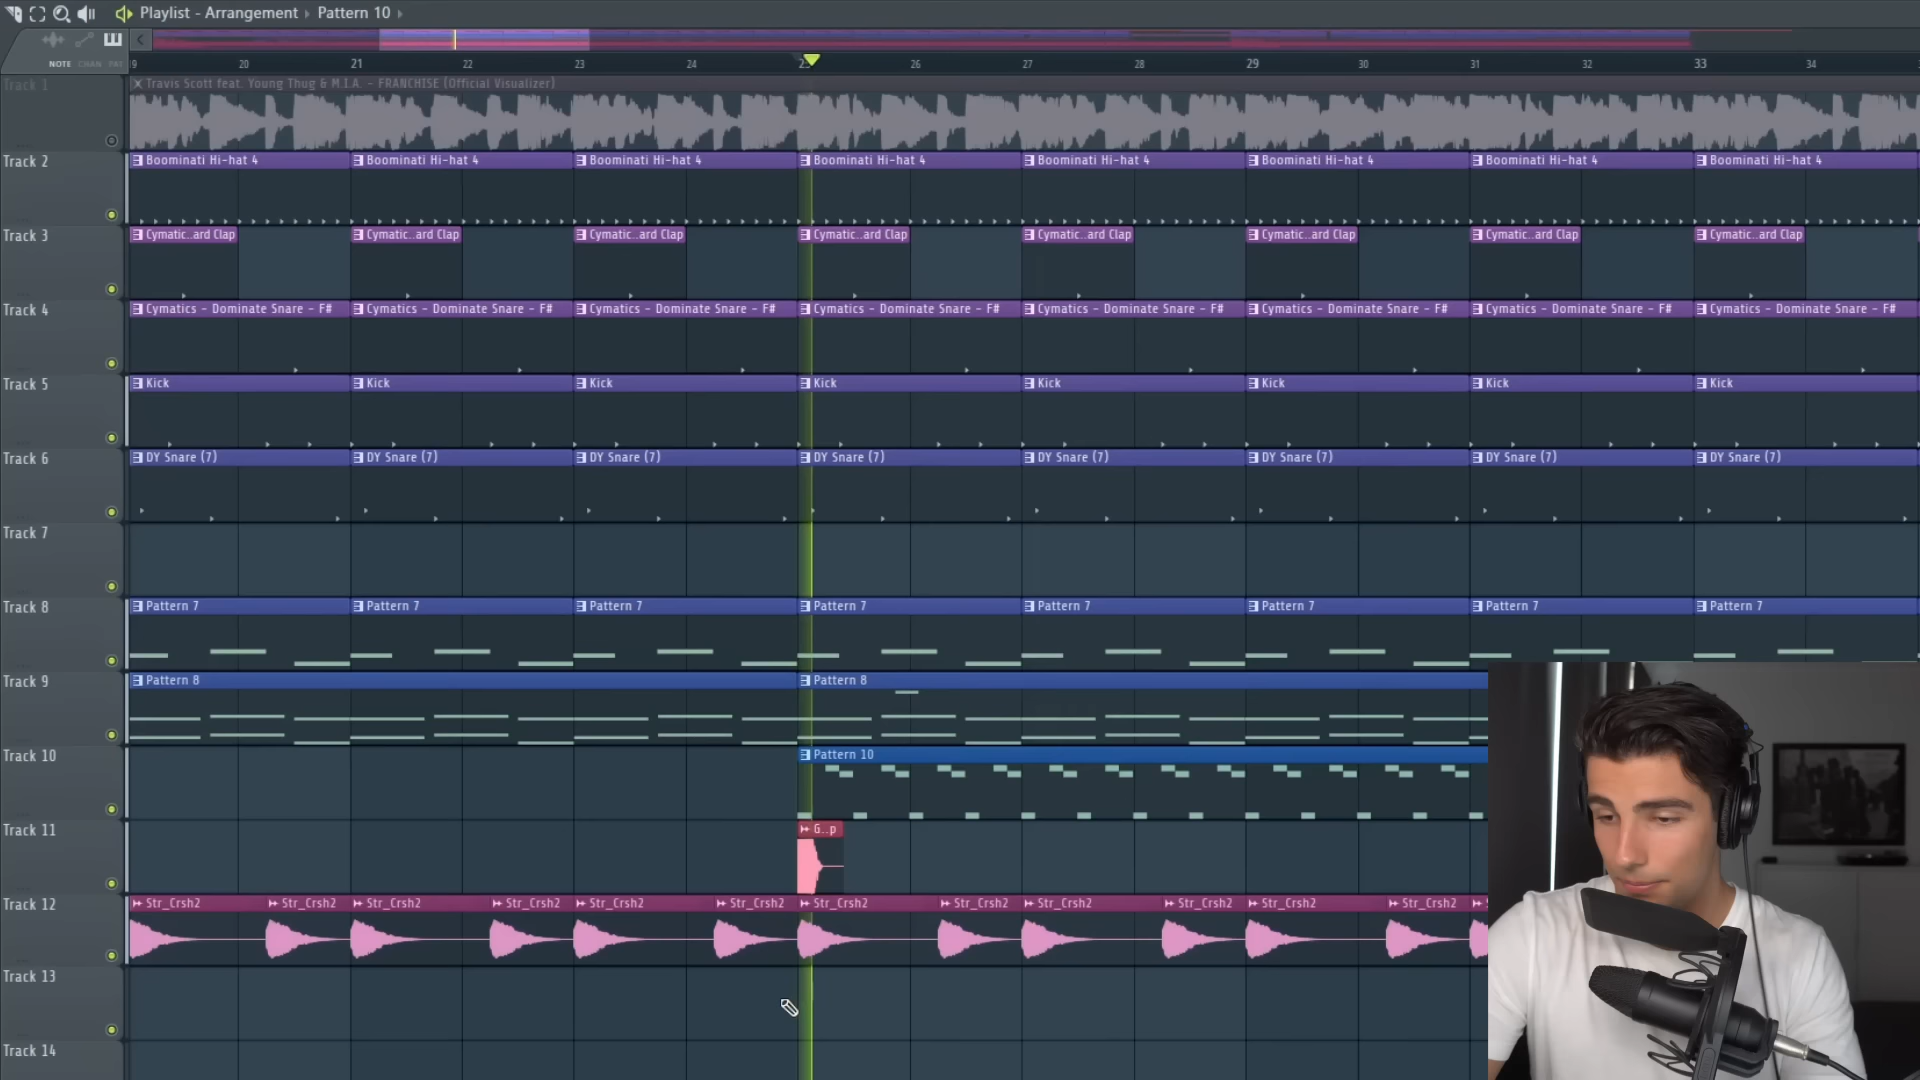 Playlist - Arrangement › Pattern 10 ›
NOTE CHAN PAT
19 20 21 22 23 24 25 26 27 28 29 30 31 32 33 34
Track 1
Travis Scott feat. Young Thug & M.I.A. - FRANCHISE (Official Visualizer)
Track 2
Boominati Hi-hat 4 Boominati Hi-hat 4 Boominati Hi-hat 4 Boominati Hi-hat 4 Boominati Hi-hat 4 Boominati Hi-hat 4 Boominati Hi-hat 4 Boominati Hi-hat 4
Track 3
Cymatic..ard Clap Cymatic..ard Clap Cymatic..ard Clap Cymatic..ard Clap Cymatic..ard Clap Cymatic..ard Clap Cymatic..ard Clap Cymatic..ard Clap
Track 4
Cymatics - Dominate Snare - F# Cymatics - Dominate Snare - F# Cymatics - Dominate Snare - F# Cymatics - Dominate Snare - F# Cymatics - Dominate Snare - F# Cymatics - Dominate Snare - F# Cymatics - Dominate Snare - F# Cymatics - Dominate Snare - F#
Track 5
Kick Kick Kick Kick Kick Kick Kick Kick
Track 6
DY Snare (7) DY Snare (7) DY Snare (7) DY Snare (7) DY Snare (7) DY Snare (7) DY Snare (7) DY Snare (7)
Track 7
Track 8
Pattern 7 Pattern 7 Pattern 7 Pattern 7 Pattern 7 Pattern 7 Pattern 7 Pattern 7
Track 9
Pattern 8 Pattern 8
Track 10
Pattern 10
Track 11
G..p
Track 12
Str_Crsh2 Str_Crsh2 Str_Crsh2 Str_Crsh2 Str_Crsh2 Str_Crsh2 Str_Crsh2 Str_Crsh2 Str_Crsh2 Str_Crsh2 Str_Crsh2 Str_Crsh2
Track 13
Track 14